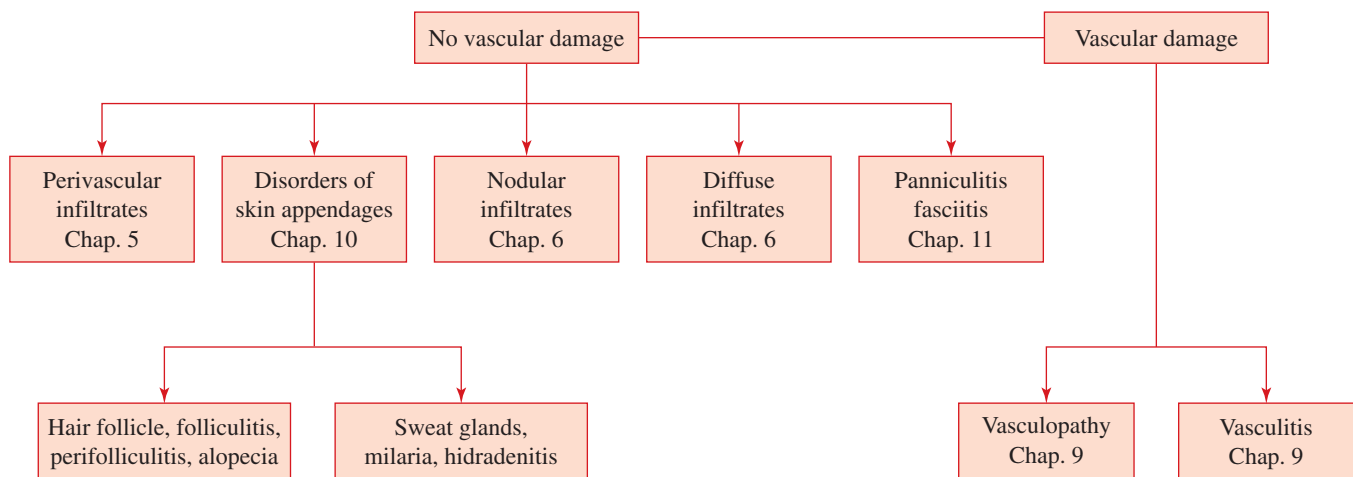 No vascular damage
Vascular damage
Perivascular
infiltrates
Chap. 5
Disorders of
skin appendages
Chap. 10
Nodular
infiltrates
Chap. 6
Diffuse
infiltrates
Chap. 6
Panniculitis
fasciitis
Chap. 11
Hair follicle, folliculitis,
perifolliculitis, alopecia
Sweat glands,
milaria, hidradenitis
Vasculopathy
Chap. 9
Vasculitis
Chap. 9